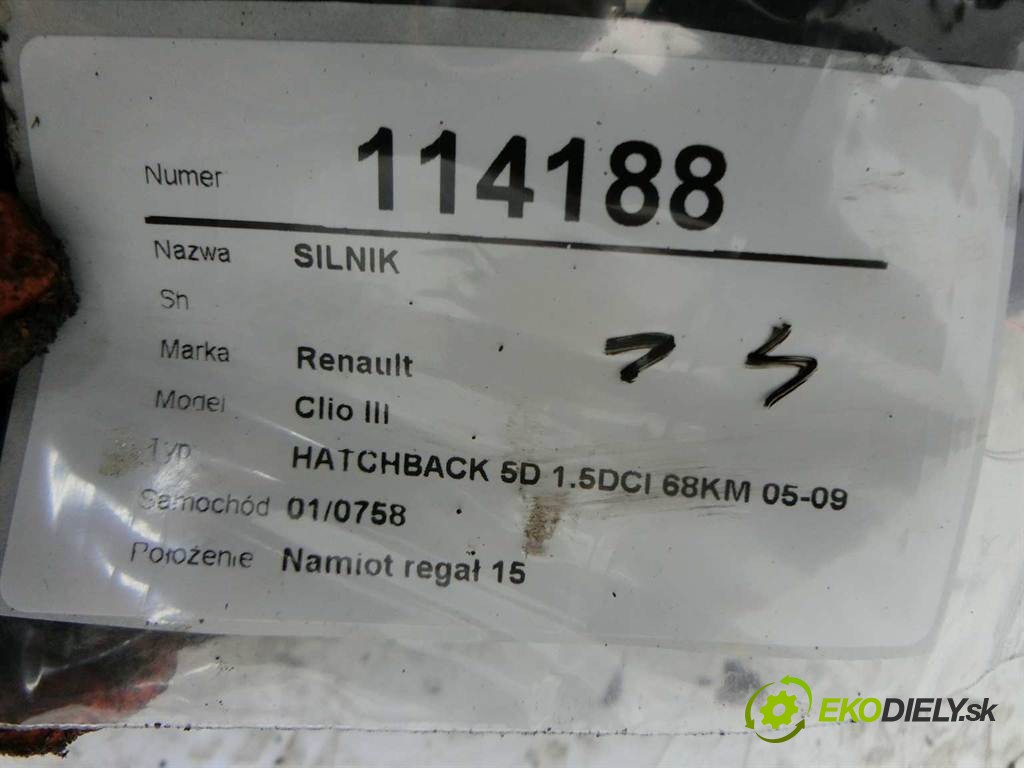 Numer 114188
Nazwa SILNIK
Sh
Marka Renault
Model Clio III
Typ HATCHBACK 5D 1.5DCI 68KM 05-09
Samochód 01/0758
Położenie Namiot regał 15
EKODIELY.sk